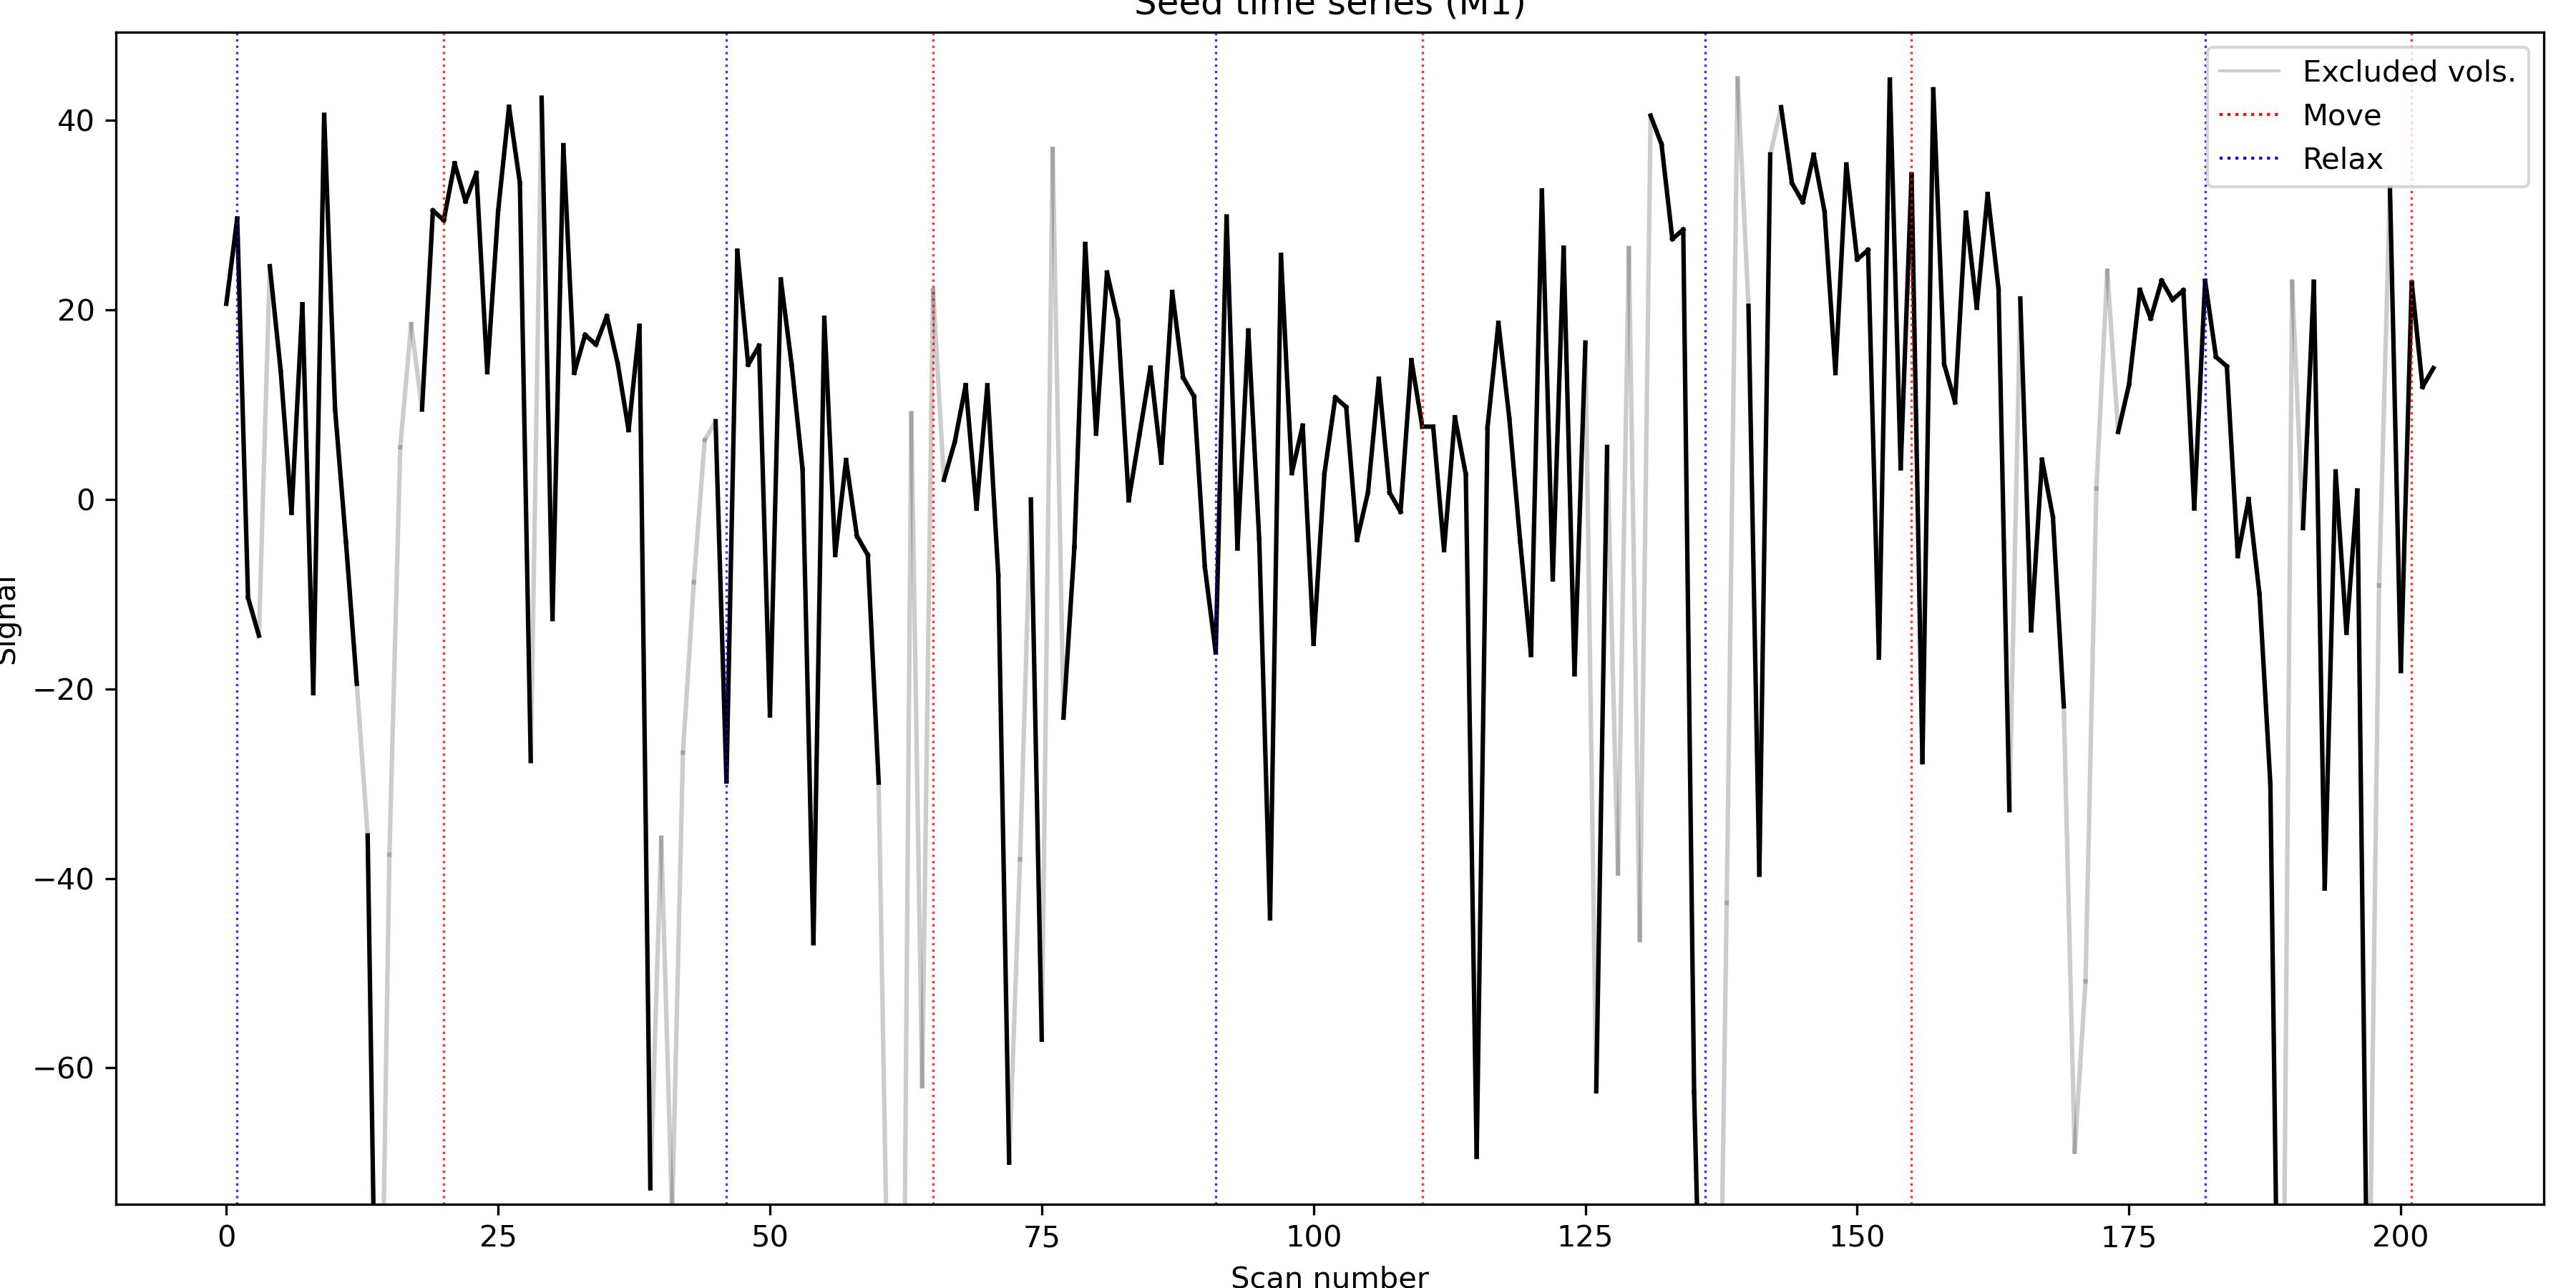 Seed time series (M1)
Excluded vols.
Move
Relax
40
20
0
−20
−40
−60
Signal
0 25 50 75 100 125 150 175 200
Scan number